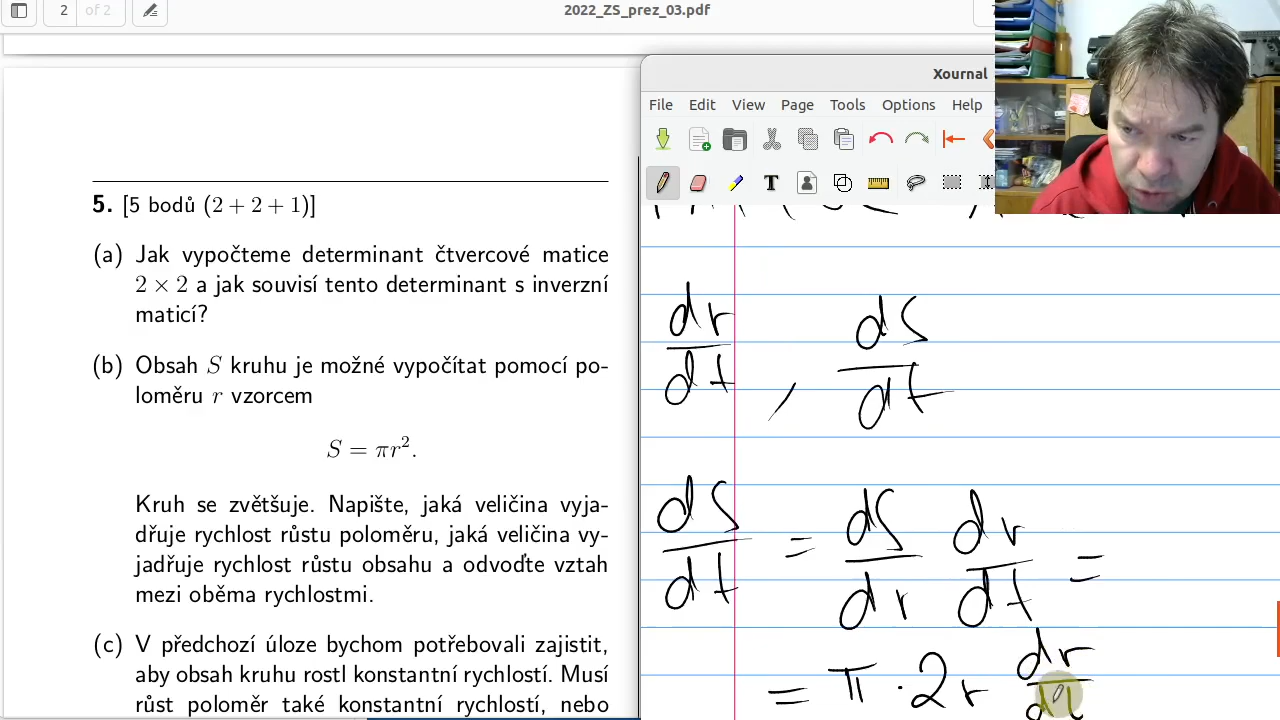 2
of 2
2022_ZS_prez_03.pdf
5. [5 bodů (2 + 2 + 1)]
(a) Jak vypočteme determinant čtvercové matice
2 × 2 a jak souvisí tento determinant s inverzní
maticí?
(b) Obsah S kruhu je možné vypočítat pomocí po-
loměru r vzorcem
S = πr².
Kruh se zvětšuje. Napište, jaká veličina vyja-
dřuje rychlost růstu poloměru, jaká veličina vy-
jadřuje rychlost růstu obsahu a odvoďte vztah
mezi oběma rychlostmi.
(c) V předchozí úloze bychom potřebovali zajistit,
aby obsah kruhu rostl konstantní rychlostí. Musí
růst poloměr také konstantní rychlostí, nebo
Xournal
File Edit View Page Tools Options Help
T
dr/dt , dS/dt
dS/dt = dS/dr dr/dt =
= π · 2r dr/dt